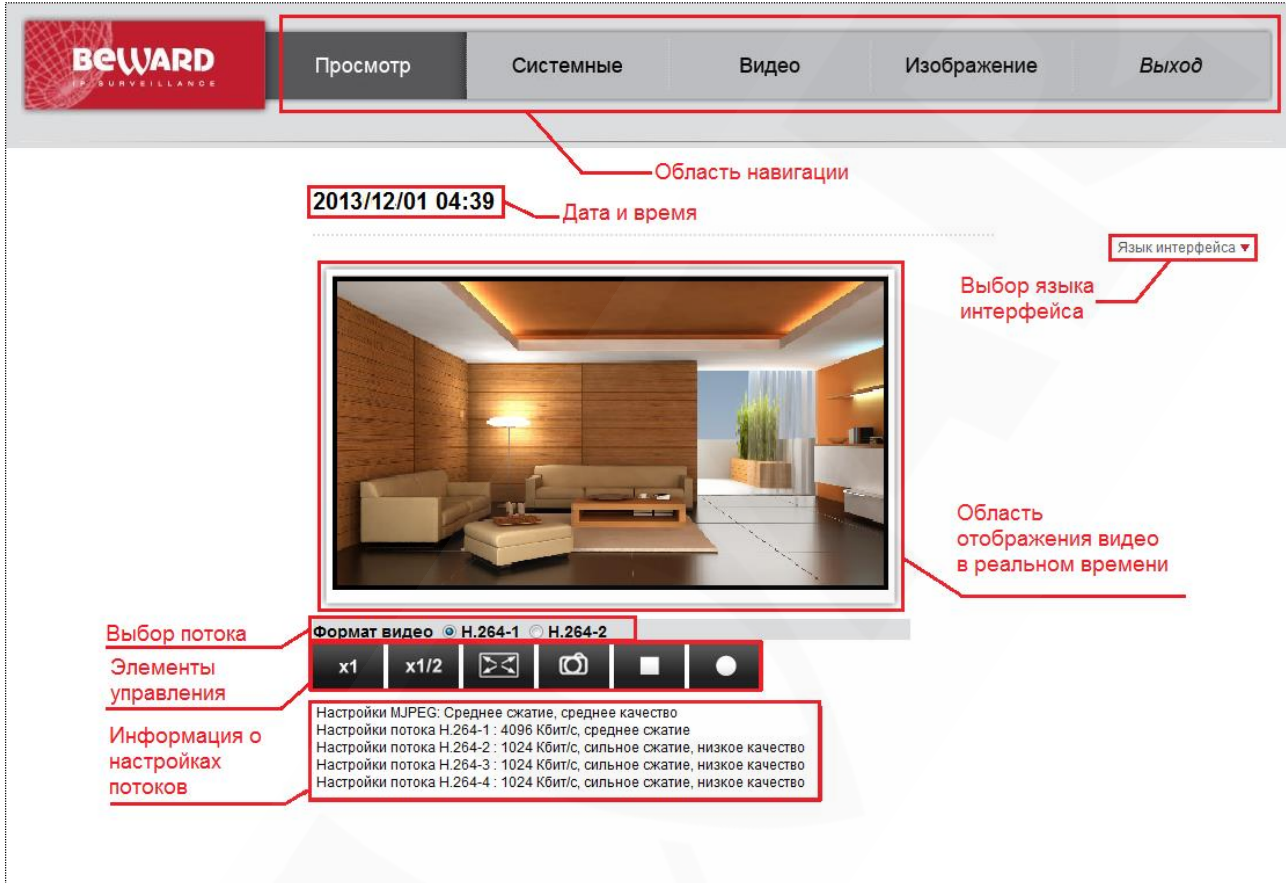 BEWARD
IP SURVEILLANCE
Просмотр
Системные
Видео
Изображение
Выход
Область навигации
2013/12/01 04:39
Дата и время
Язык интерфейса
Выбор языка
интерфейса
Область
отображения видео
в реальном времени
Выбор потока
Формат видео H.264-1 H.264-2
Элементы
управления
x1
x1/2
Информация о
настройках
потоков
Настройки MJPEG: Среднее сжатие, среднее качество
Настройки потока H.264-1 : 4096 Кбит/с, среднее сжатие
Настройки потока H.264-2 : 1024 Кбит/с, сильное сжатие, низкое качество
Настройки потока H.264-3 : 1024 Кбит/с, сильное сжатие, низкое качество
Настройки потока H.264-4 : 1024 Кбит/с, сильное сжатие, низкое качество